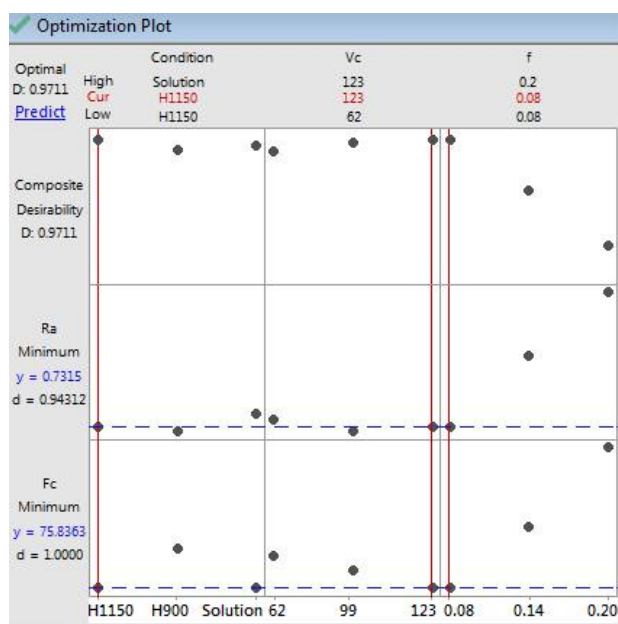 Optimization Plot
Optimal
D: 0.9711
Predict
Condition Vc f
High Solution 123 0.2
Cur H1150 123 0.08
Low H1150 62 0.08
Composite
Desirability
D: 0.9711
Ra
Minimum
y = 0.7315
d = 0.94312
Fc
Minimum
y = 75.8363
d = 1.0000
H1150 H900 Solution 62 99 123 0.08 0.14 0.20